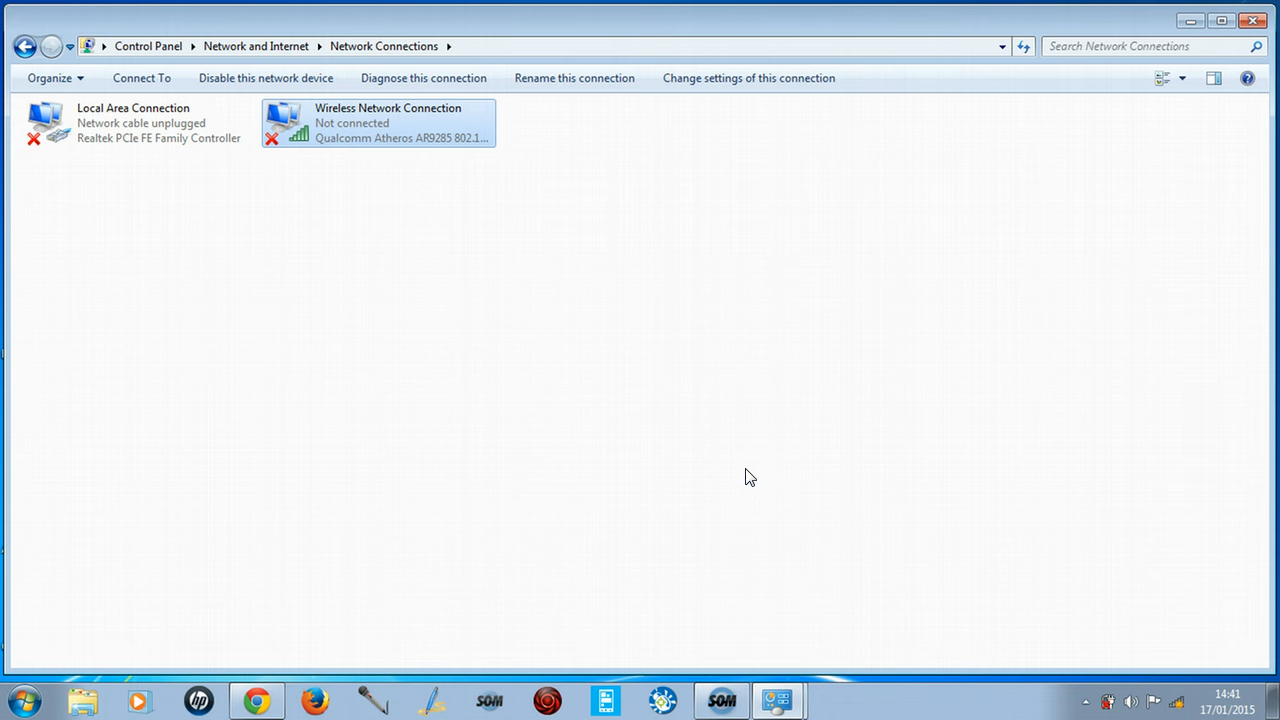 Control Panel Network and Internet Network Connections
Search Network Connections
Organize Connect To Disable this network device Diagnose this connection Rename this connection Change settings of this connection
Local Area Connection
Network cable unplugged
Realtek PCIe FE Family Controller
Wireless Network Connection
Not connected
Qualcomm Atheros AR9285 802.1...
hp SOM SOM
14:41
17/01/2015